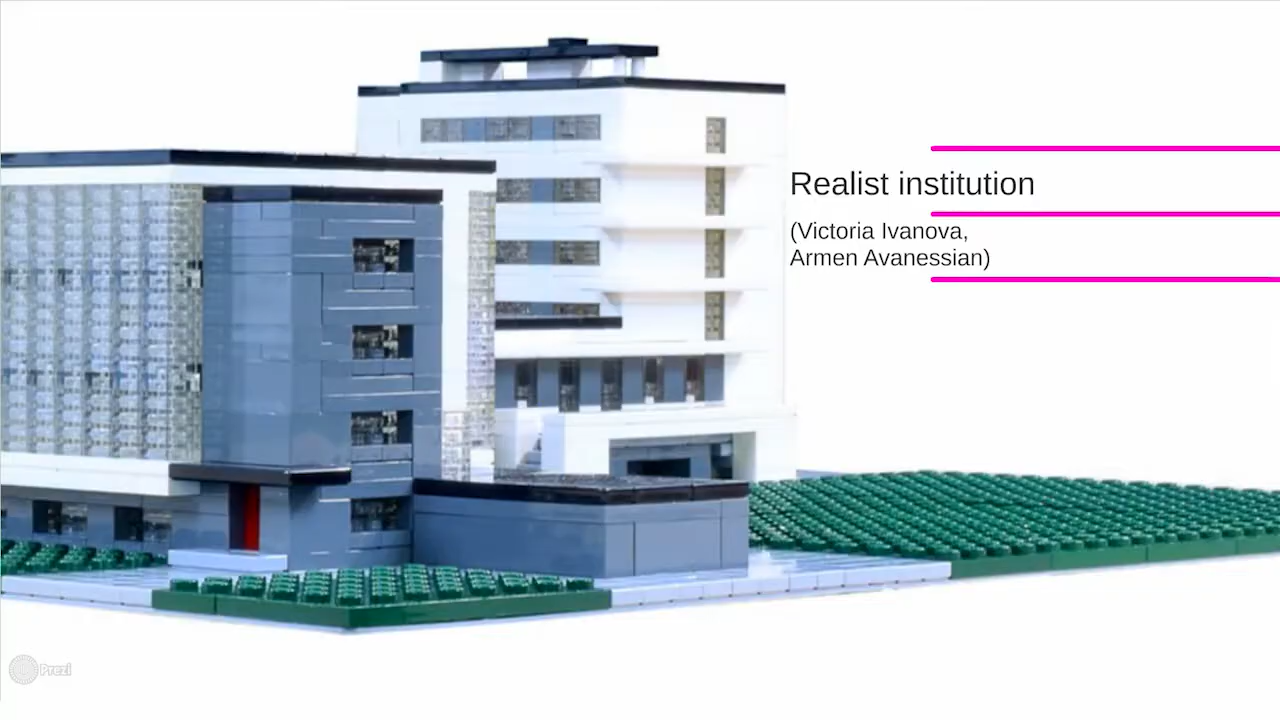 Realist institution
(Victoria Ivanova,
Armen Avanessian)
Prezi